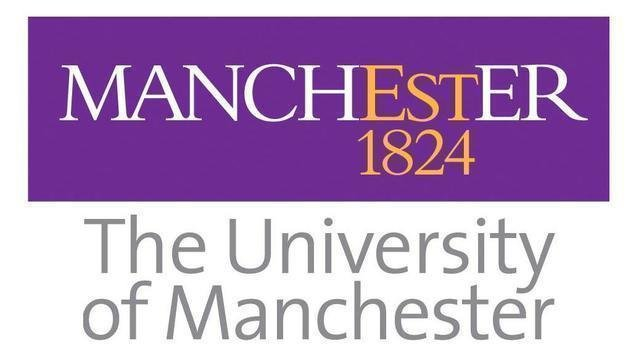 MANCHESTER
1824
The University
of Manchester